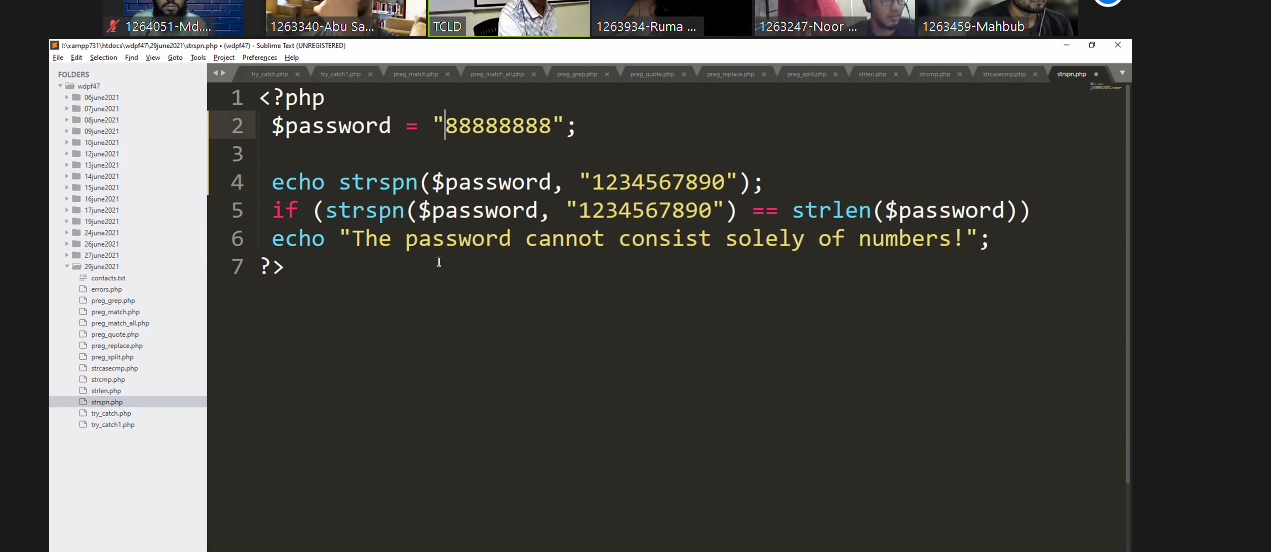 1264051-Md....
1263340-Abu Sa...
TCLD
1263934-Ruma ...
1263247-Noor ...
1263459-Mahbub
I:\xampp731\htdocs\wdpf47\29june2021\strspn.php • (wdpf47) - Sublime Text (UNREGISTERED)
File Edit Selection Find View Goto Tools Project Preferences Help
FOLDERS
wdpf47
06june2021
07june2021
08june2021
09june2021
10june2021
12june2021
13june2021
14june2021
15june2021
16june2021
17june2021
19june2021
24june2021
26june2021
27june2021
29june2021
contacts.txt
errors.php
preg_grep.php
preg_match.php
preg_match_all.php
preg_quote.php
preg_replace.php
preg_split.php
strcasecmp.php
strcmp.php
strlen.php
strspn.php
try_catch.php
try_catch1.php
try_catch.php try_catch1.php preg_match.php preg_match_all.php preg_grep.php preg_quote.php preg_replace.php preg_split.php strlen.php strcmp.php strcasecmp.php strspn.php
1 <?php
2 $password = "88888888";
3
4 echo strspn($password, "1234567890");
5 if (strspn($password, "1234567890") == strlen($password))
6 echo "The password cannot consist solely of numbers!";
7 ?>